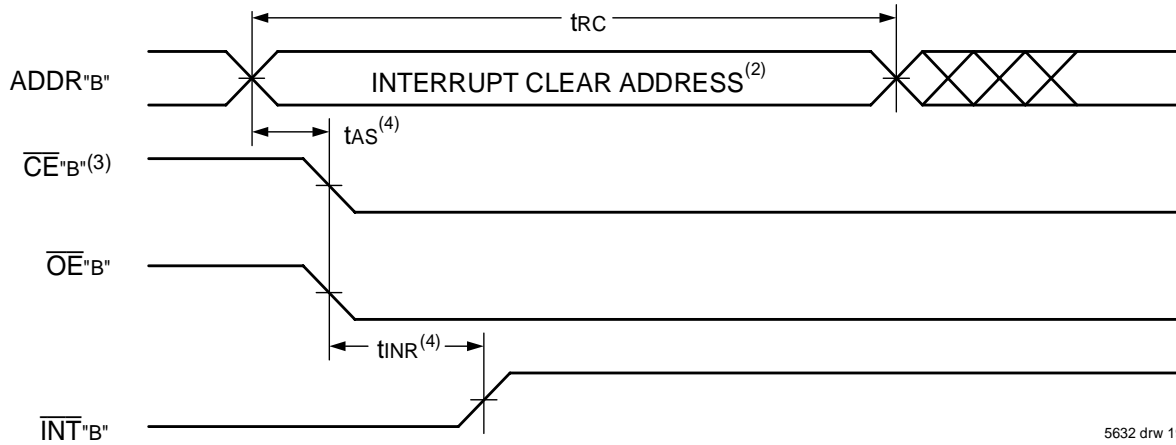 tRC
ADDR"B"
INTERRUPT CLEAR ADDRESS(2)
tAS(4)
CE"B"(3)
OE"B"
tINR(4)
INT"B"
5632 drw 1